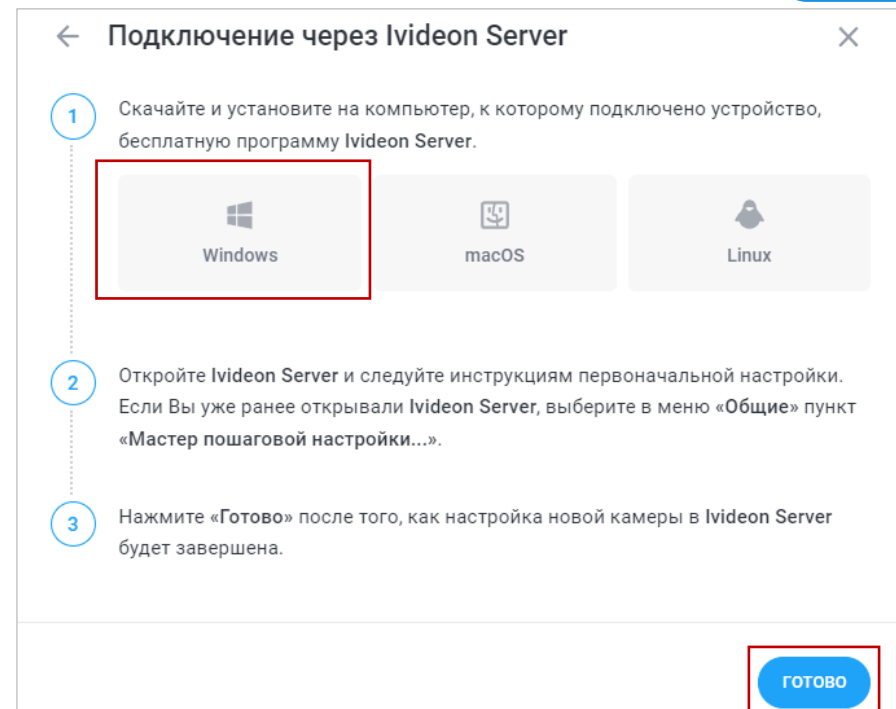 Подключение через Ivideon Server
1
Скачайте и установите на компьютер, к которому подключено устройство,
бесплатную программу Ivideon Server.
Windows
macOS
Linux
2
Откройте Ivideon Server и следуйте инструкциям первоначальной настройки.
Если Вы уже ранее открывали Ivideon Server, выберите в меню «Общие» пункт
«Мастер пошаговой настройки...».
3
Нажмите «Готово» после того, как настройка новой камеры в Ivideon Server
будет завершена.
ГОТОВО